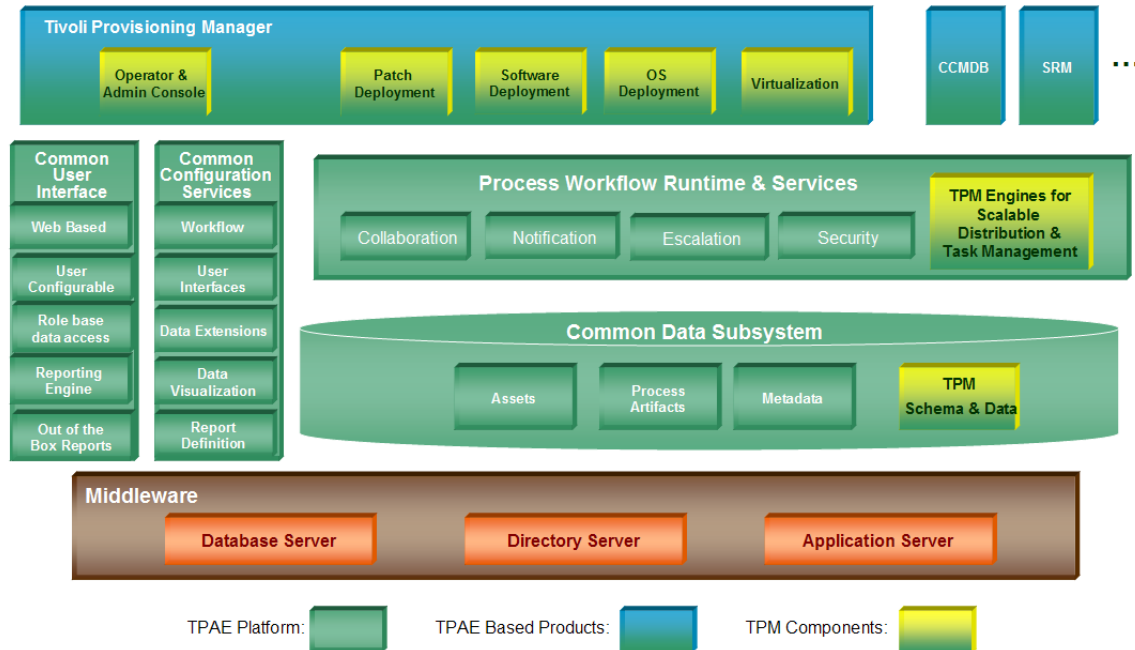 Tivoli Provisioning Manager
Operator &
Admin Console
Patch
Deployment
Software
Deployment
OS
Deployment
Virtualization
CCMDB
SRM
...
Common
User
Interface
Web Based
User
Configurable
Role base
data access
Reporting
Engine
Out of the
Box Reports
Common
Configuration
Services
Workflow
User
Interfaces
Data Extensions
Data
Visualization
Report
Definition
Process Workflow Runtime & Services
Collaboration
Notification
Escalation
Security
TPM Engines for
Scalable
Distribution &
Task Management
Common Data Subsystem
Assets
Process
Artifacts
Metadata
TPM
Schema & Data
Middleware
Database Server
Directory Server
Application Server
TPAE Platform:
TPAE Based Products:
TPM Components: